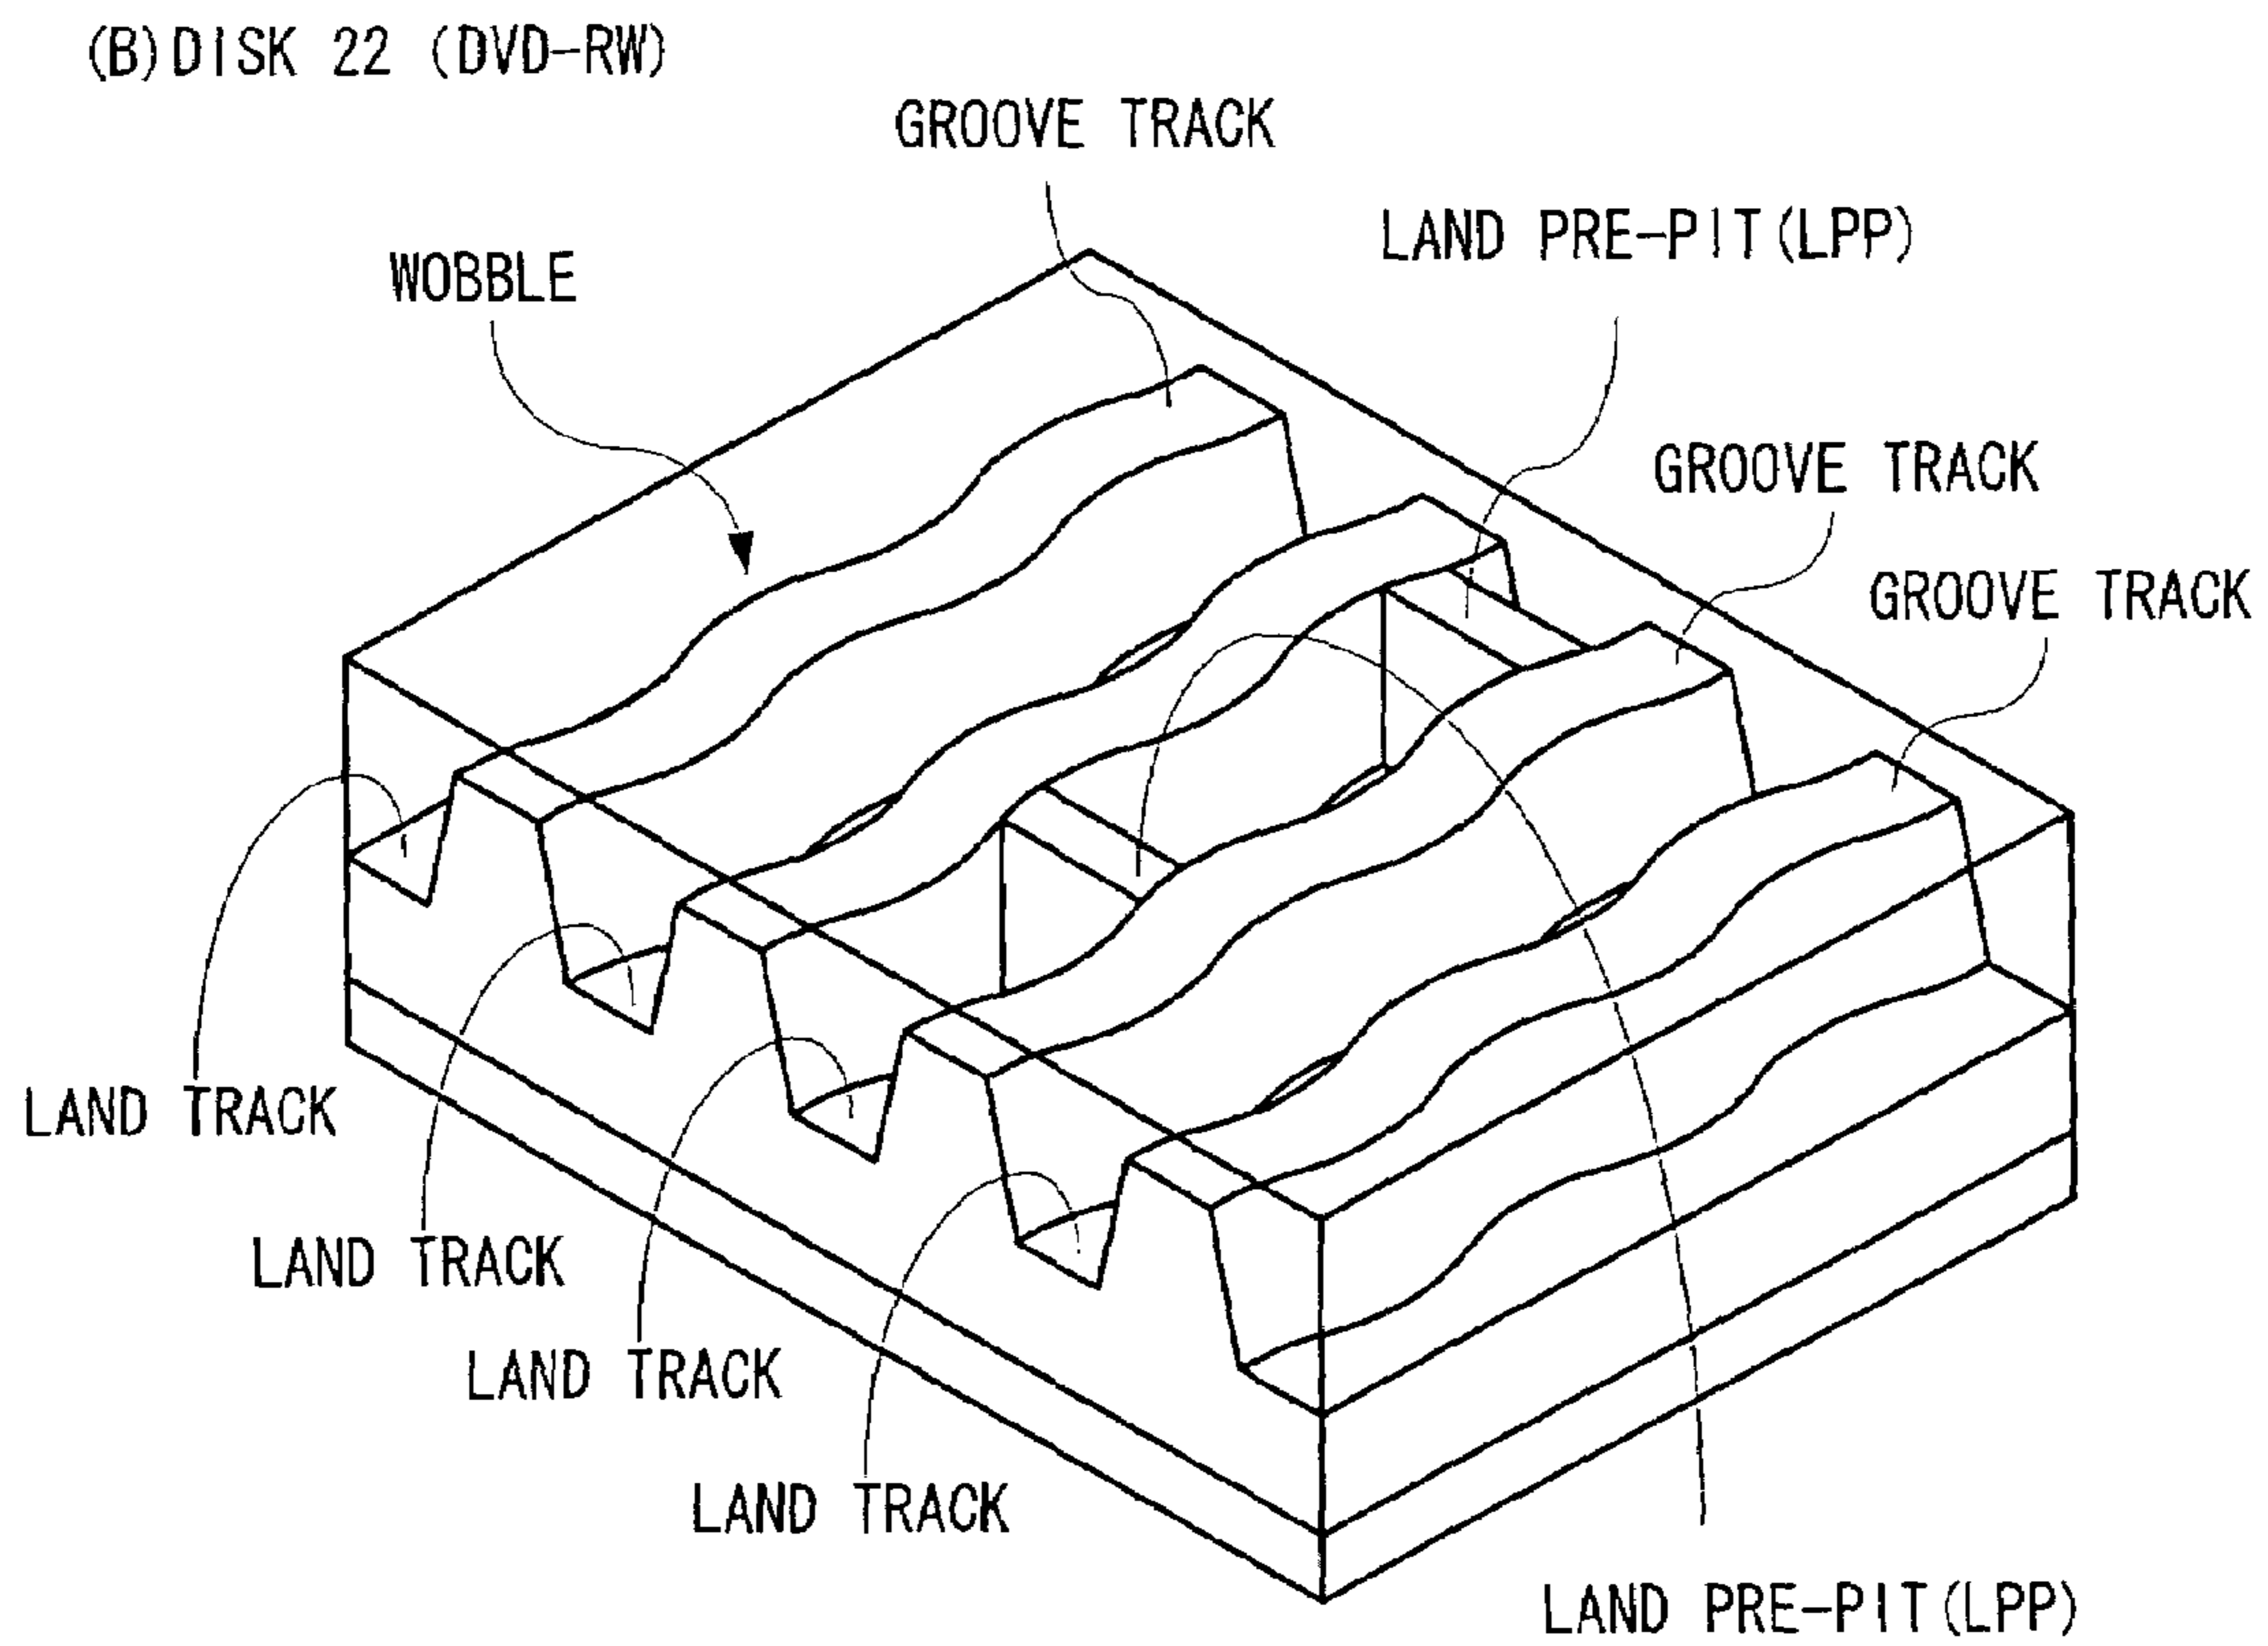 (B)DISK 22 (DVD-RW)
GROOVE TRACK
LAND PRE-PIT(LPP)
WOBBLE
GROOVE TRACK
GROOVE TRACK
LAND TRACK
LAND TRACK
LAND TRACK
LAND TRACK
LAND PRE-PIT(LPP)